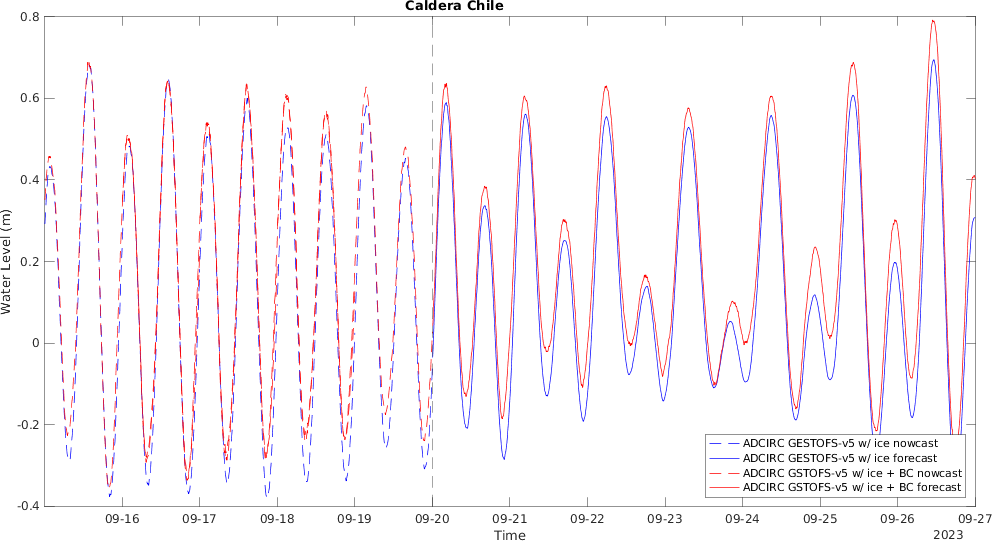 Caldera Chile
Water Level (m)
0.8
0.6
0.4
0.2
0
-0.2
-0.4
ADCIRC GESTOFS-v5 w/ ice nowcast
ADCIRC GESTOFS-v5 w/ ice forecast
ADCIRC GSTOFS-v5 w/ ice + BC nowcast
ADCIRC GSTOFS-v5 w/ ice + BC forecast
09-16 09-17 09-18 09-19 09-20 09-21 09-22 09-23 09-24 09-25 09-26 09-27
Time
2023